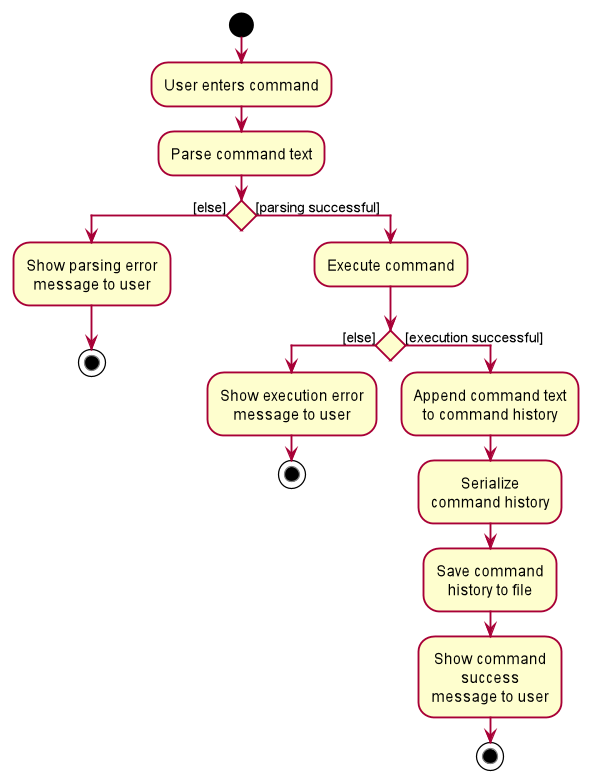 User enters command
Parse command text
[else]
[parsing successful]
Show parsing error
message to user
Execute command
[else]
[execution successful]
Show execution error
message to user
Append command text
to command history
Serialize
command history
Save command
history to file
Show command
success
message to user